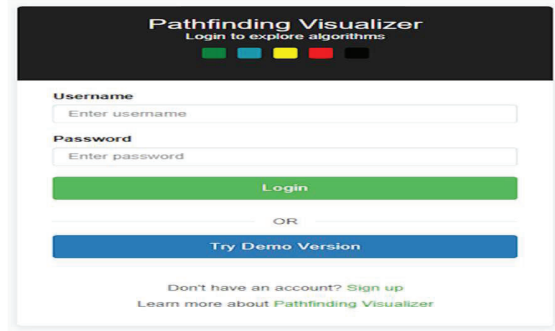 Pathfinding Visualizer
Login to explore algorithms
Username
Enter username
Password
Enter password
Login
OR
Try Demo Version
Don't have an account? Sign up
Learn more about Pathfinding Visualizer